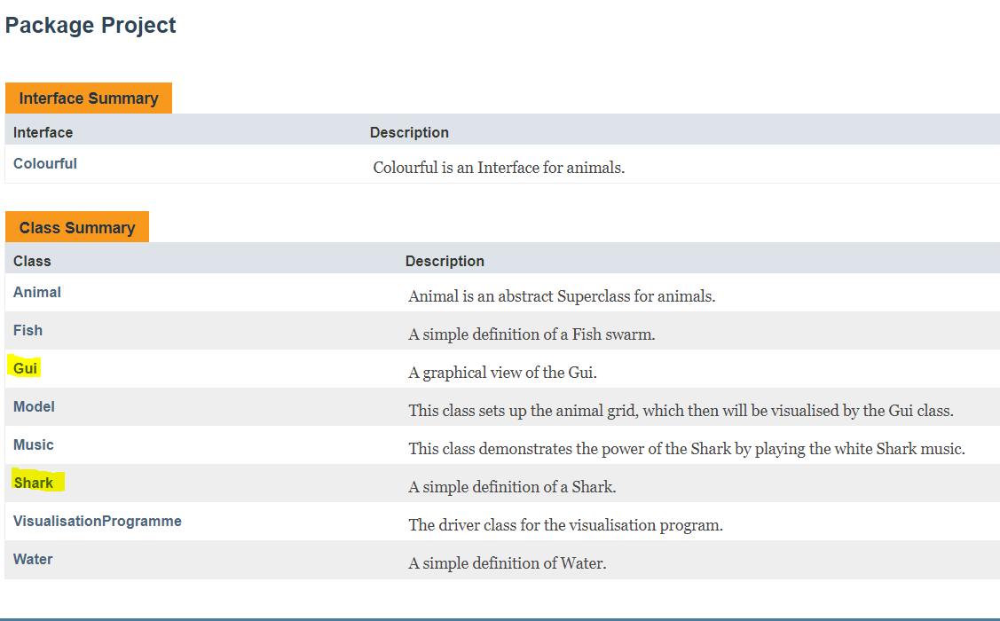 Package Project
Interface Summary
Interface Description
Colourful Colourful is an Interface for animals.
Class Summary
Class Description
Animal Animal is an abstract Superclass for animals.
Fish A simple definition of a Fish swarm.
Gui A graphical view of the Gui.
Model This class sets up the animal grid, which then will be visualised by the Gui class.
Music This class demonstrates the power of the Shark by playing the white Shark music.
Shark A simple definition of a Shark.
VisualisationProgramme The driver class for the visualisation program.
Water A simple definition of Water.